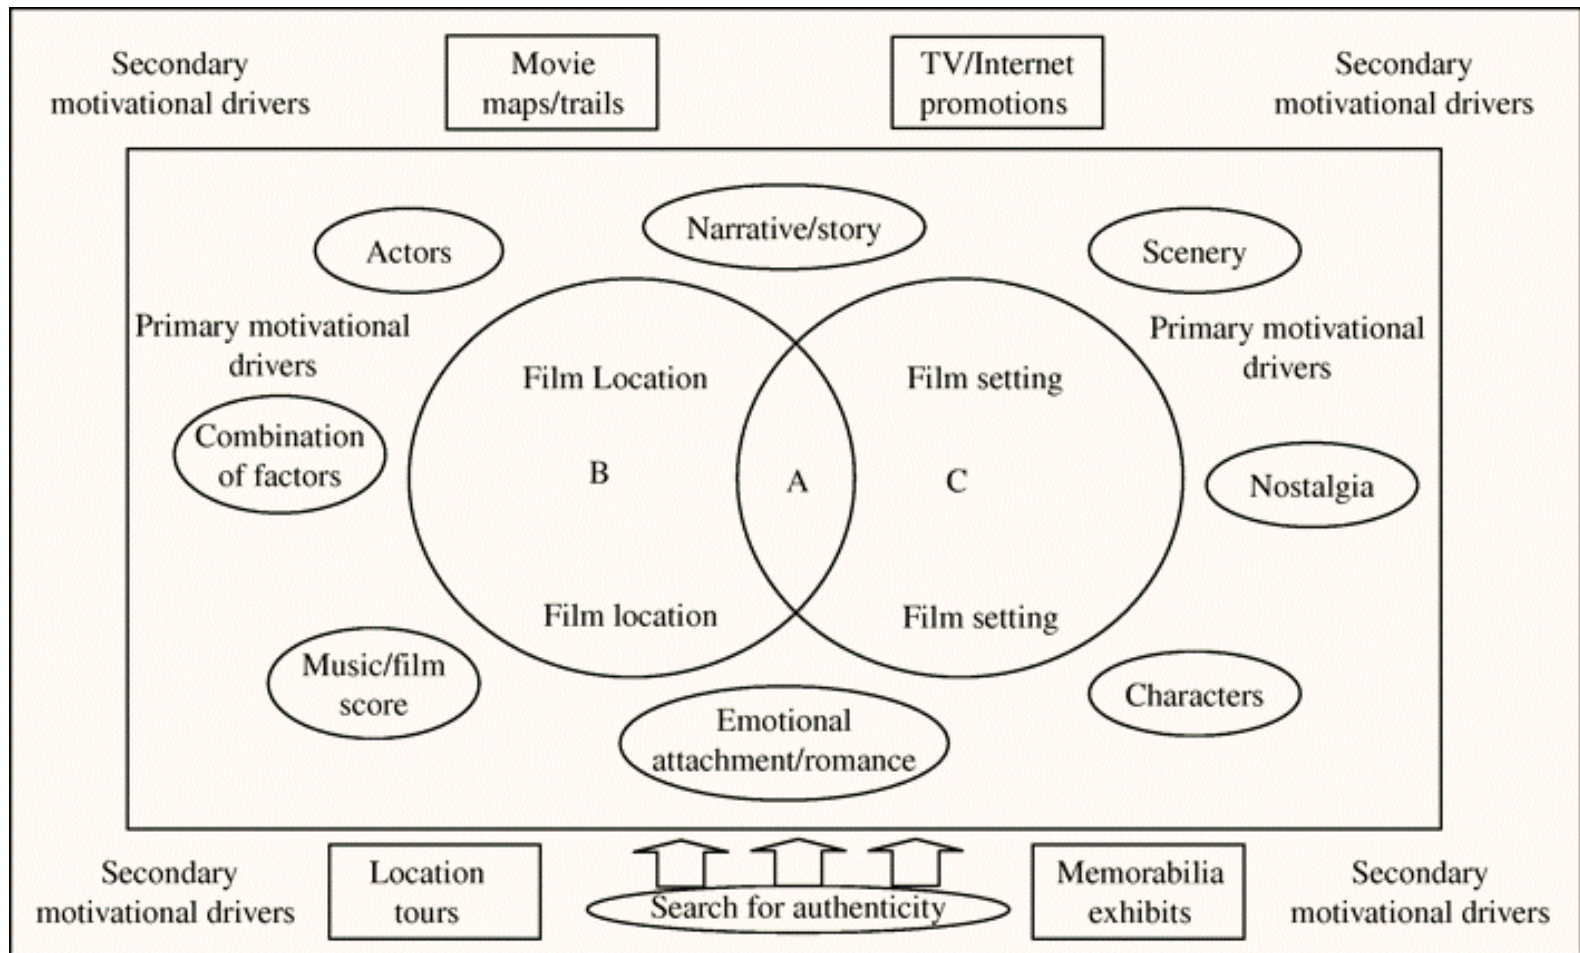 Secondary
motivational drivers
Movie
maps/trails
TV/Internet
promotions
Secondary
motivational drivers
Narrative/story
Actors
Scenery
Primary motivational
drivers
Primary motivational
drivers
Film Location
Film setting
Combination
of factors
B
A
C
Nostalgia
Film location
Film setting
Music/film
score
Characters
Emotional
attachment/romance
Secondary
motivational drivers
Location
tours
Search for authenticity
Memorabilia
exhibits
Secondary
motivational drivers